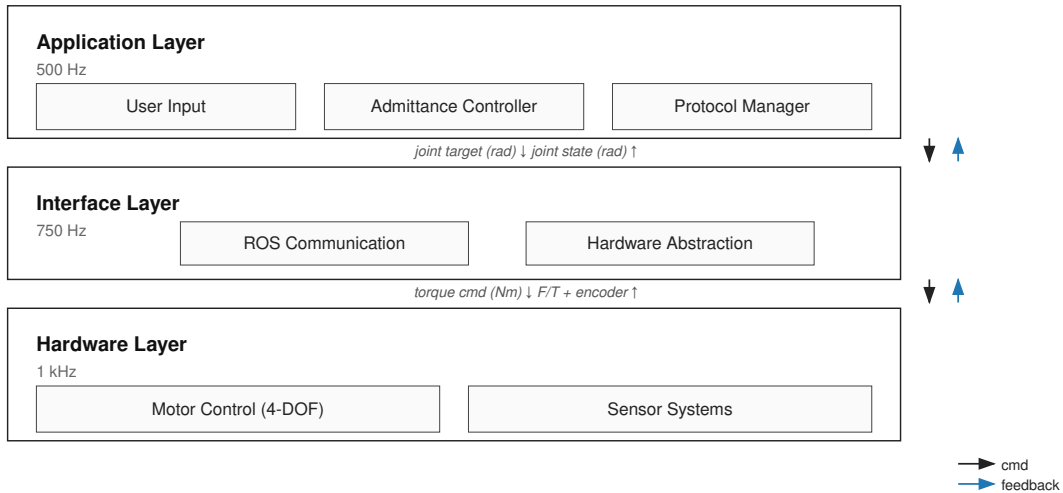 Application Layer
500 Hz
User Input
Admittance Controller
Protocol Manager
joint target (rad) ↓ joint state (rad) ↑
Interface Layer
750 Hz
ROS Communication
Hardware Abstraction
torque cmd (Nm) ↓ F/T + encoder ↑
Hardware Layer
1 kHz
Motor Control (4-DOF)
Sensor Systems
cmd
feedback